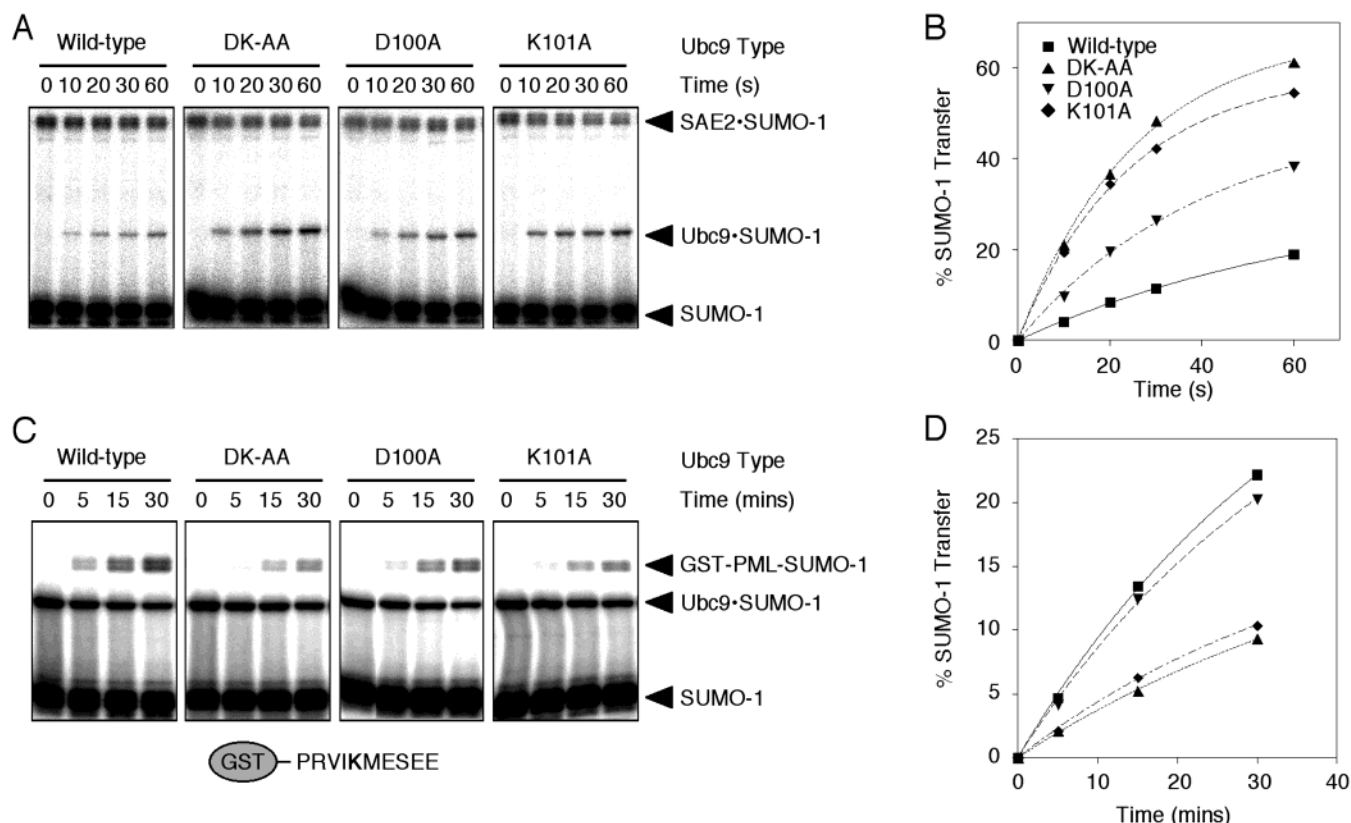 A
Wild-type DK-AA D100A K101A Ubc9 Type
0 10 20 30 60 0 10 20 30 60 0 10 20 30 60 0 10 20 30 60 Time (s)
SAE2•SUMO-1
Ubc9•SUMO-1
SUMO-1
B
Wild-type
DK-AA
D100A
K101A
% SUMO-1 Transfer
60
40
20
0
0 20 40 60
Time (s)
C
Wild-type DK-AA D100A K101A Ubc9 Type
0 5 15 30 0 5 15 30 0 5 15 30 0 5 15 30 Time (mins)
GST-PML-SUMO-1
Ubc9•SUMO-1
SUMO-1
GST PRVIKMESEE
D
% SUMO-1 Transfer
25
20
15
10
5
0
0 10 20 30 40
Time (mins)